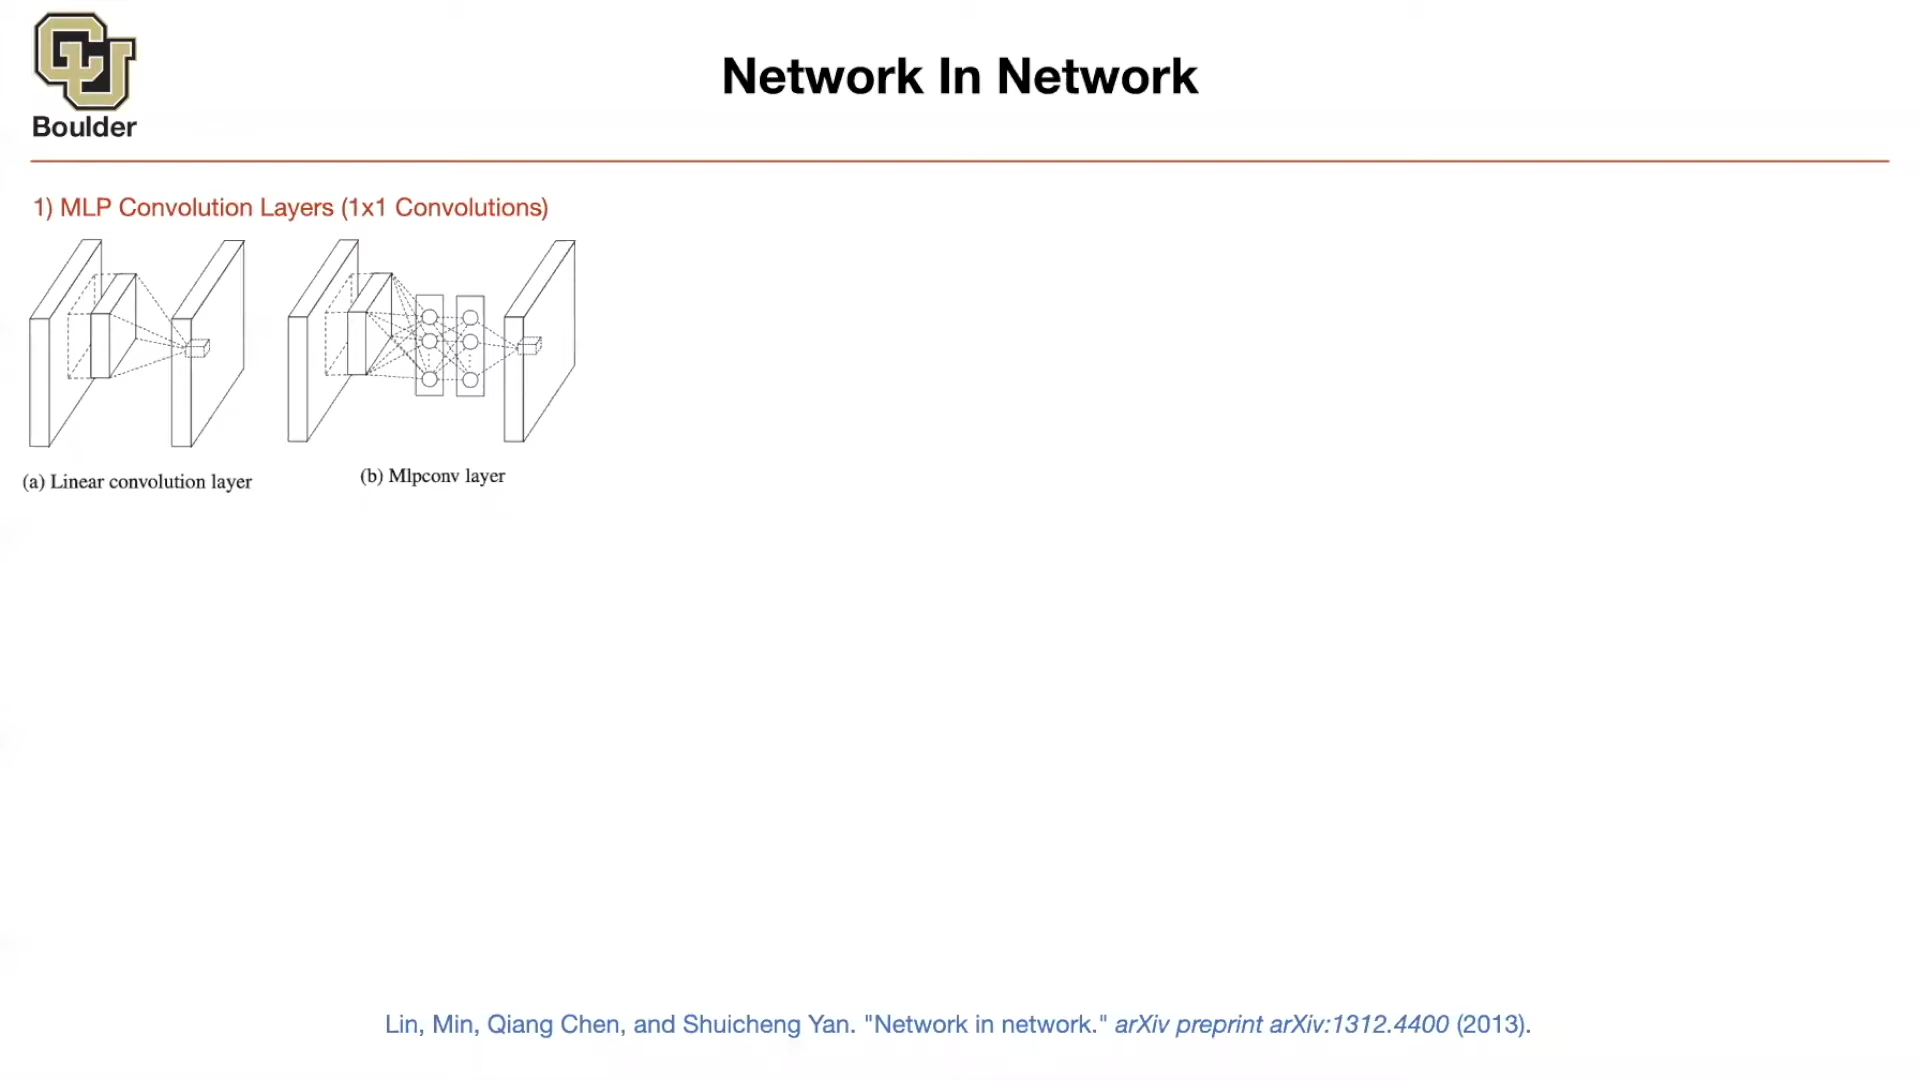 Boulder
Network In Network
1) MLP Convolution Layers (1x1 Convolutions)
(a) Linear convolution layer
(b) Mlpconv layer
Lin, Min, Qiang Chen, and Shuicheng Yan. "Network in network." arXiv preprint arXiv:1312.4400 (2013).